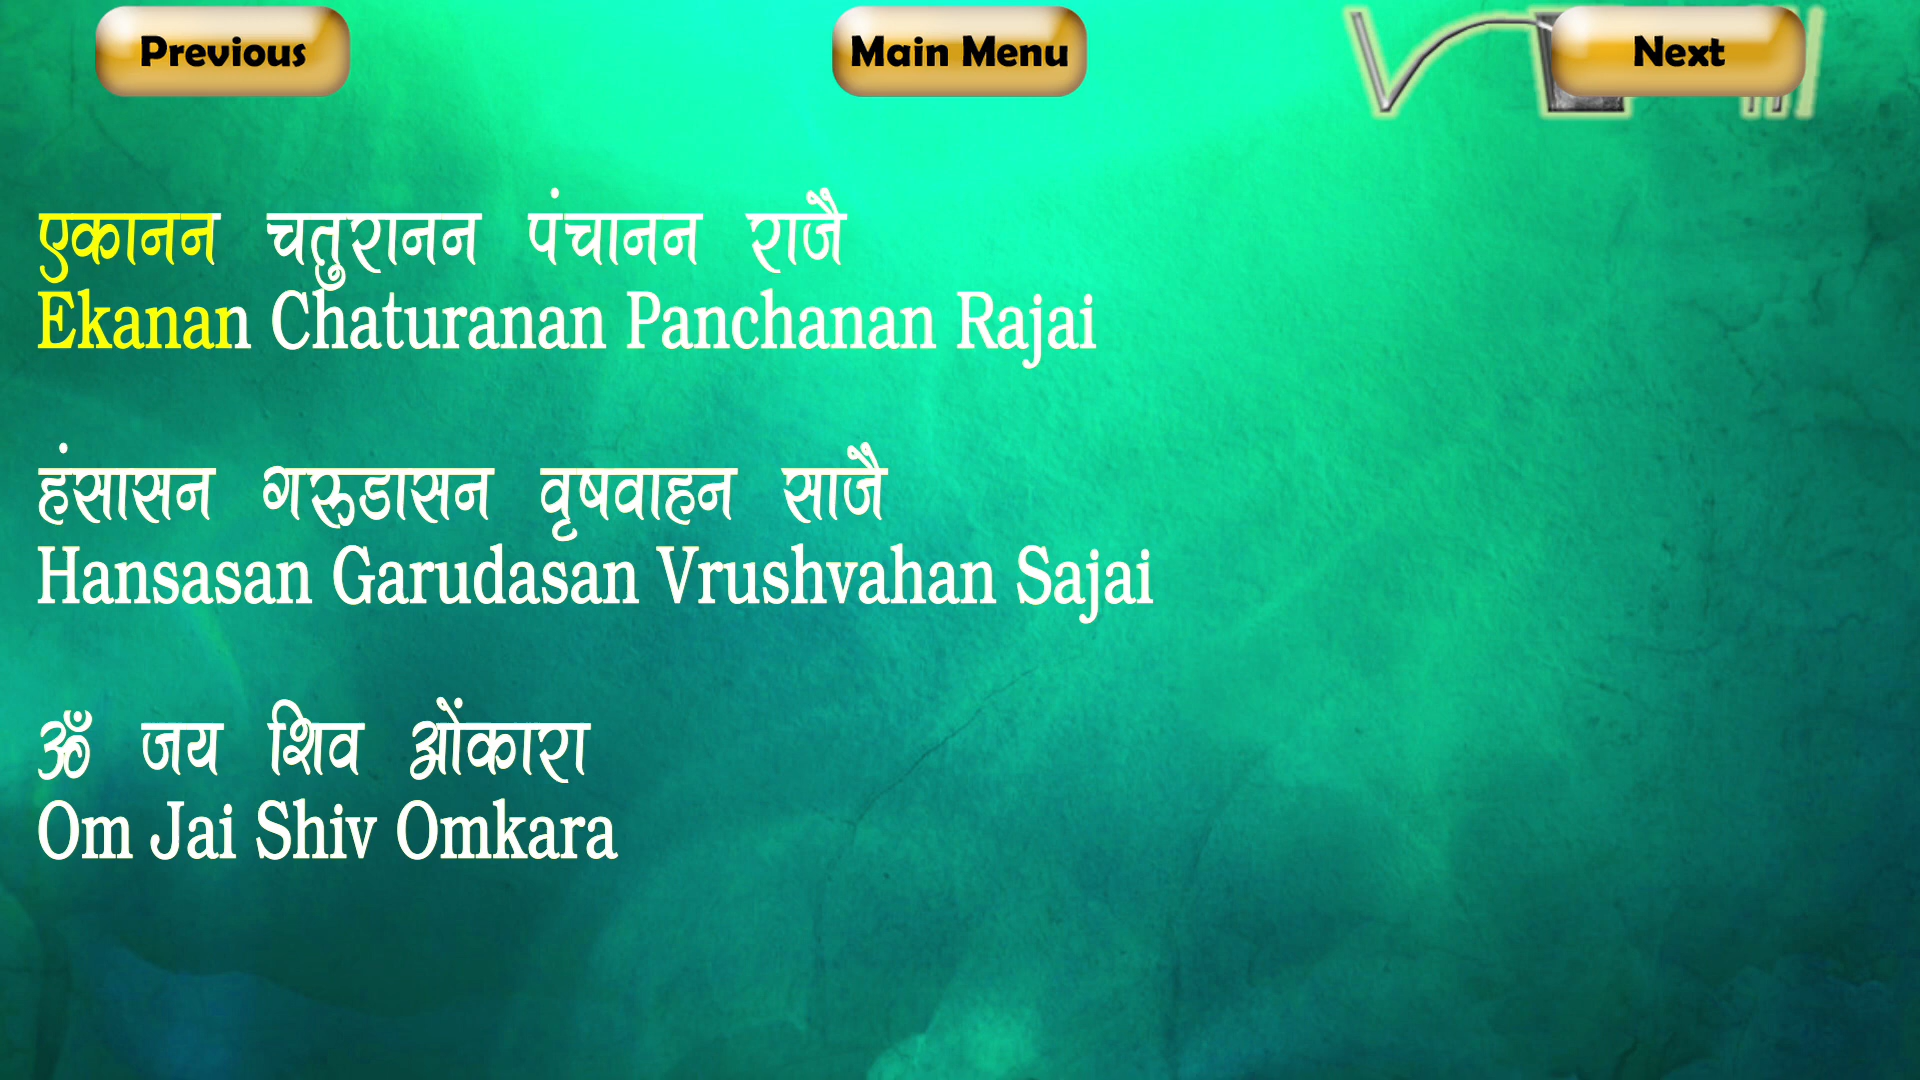 Previous Main Menu Next
एकानन चतुरानन पंचानन राजै
Ekanan Chaturanan Panchanan Rajai
हंसासन गरूडासन वृषवाहन साजै
Hansasan Garudasan Vrushvahan Sajai
ॐ जय शिव ओंकारा
Om Jai Shiv Omkara